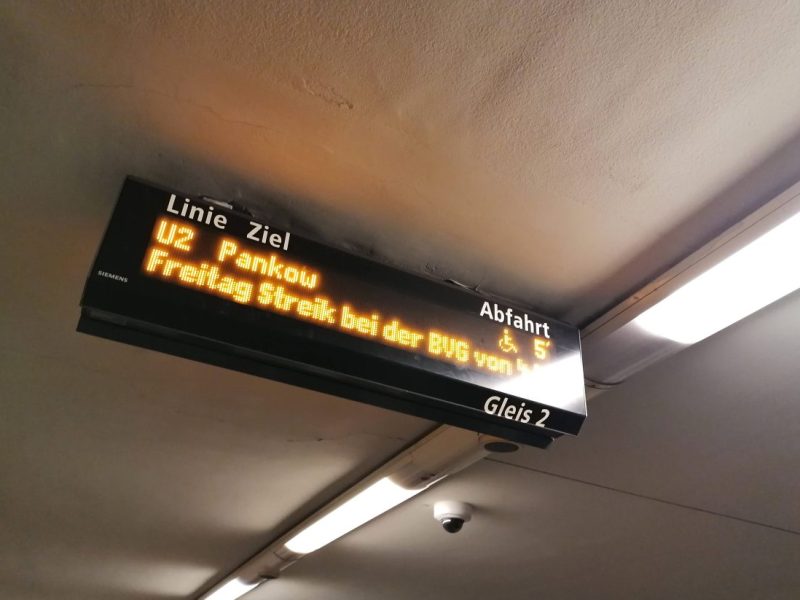 Linie Ziel Abfahrt
U2 Pankow 5'
Freitag Streik bei der BVG von
SIEMENS
Gleis 2